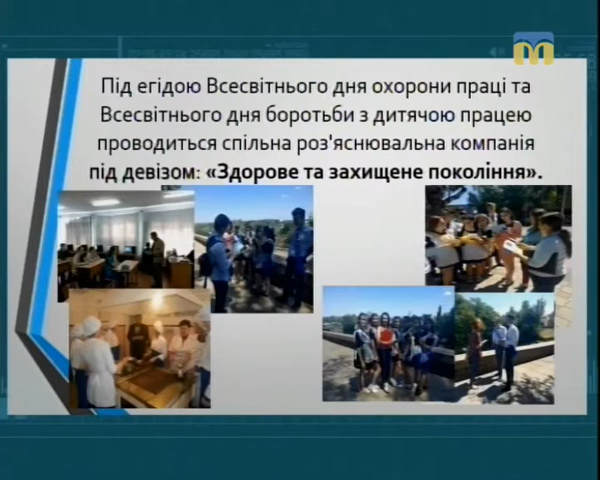 Під егідою Всесвітнього дня охорони праці та
Всесвітнього дня боротьби з дитячою працею
проводиться спільна роз'яснювальна компанія
під девізом: «Здорове та захищене покоління».